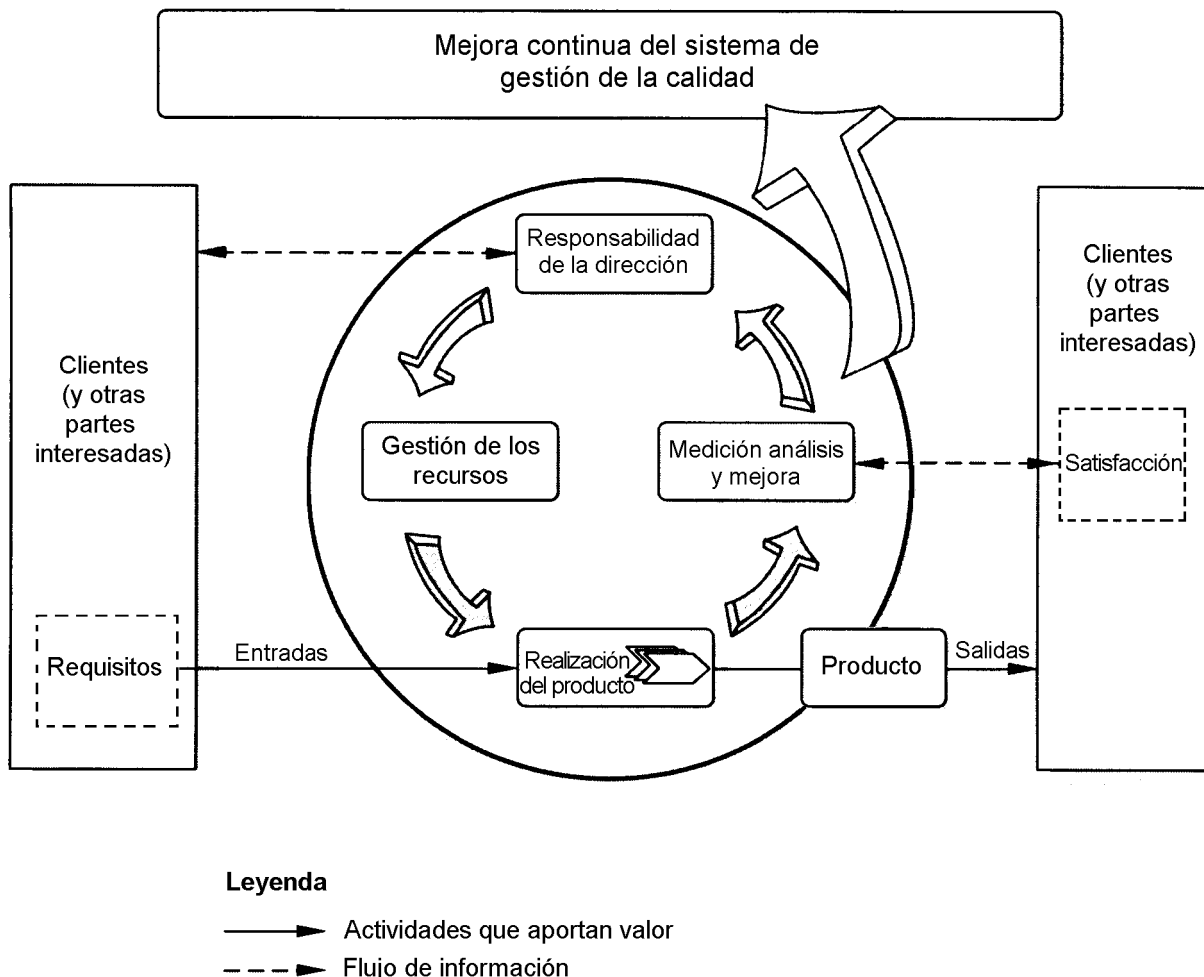 Mejora continua del sistema de
gestión de la calidad
Responsabilidad
de la dirección
Clientes
(y otras
partes
interesadas)
Clientes
(y otras
partes
interesadas)
Gestión de los
recursos
Medición análisis
y mejora
Satisfacción
Requisitos
Entradas
Realización
del producto
Producto
Salidas
Leyenda
Actividades que aportan valor
Flujo de información